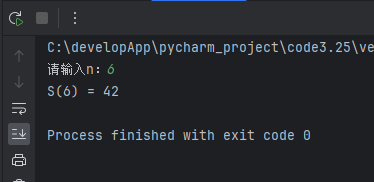 C:\developApp\pycharm_project\code3.25\ve
请输入n：6
S(6) = 42
Process finished with exit code 0